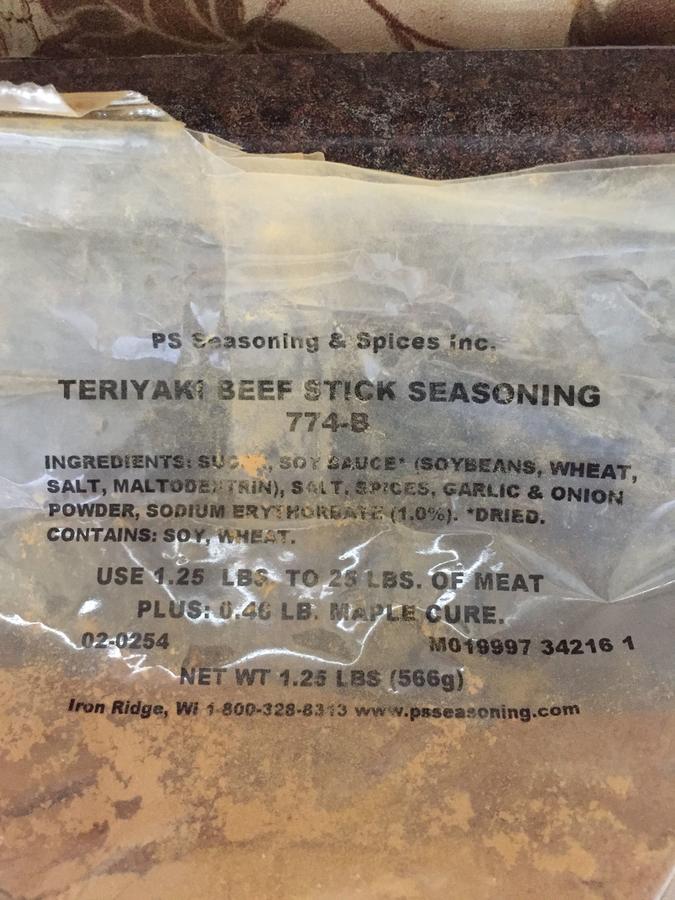 PS Seasoning & Spices Inc.
TERIYAKI BEEF STICK SEASONING
774-B
INGREDIENTS: SUGAR, SOY SAUCE* (SOYBEANS, WHEAT,
SALT, MALTODEXTRIN), SALT, SPICES, GARLIC & ONION
POWDER, SODIUM ERYTHORBATE (1.0%). *DRIED.
CONTAINS: SOY, WHEAT.
USE 1.25 LBS. TO 25 LBS. OF MEAT
PLUS: 0.46 LB. MAPLE CURE.
02-0254 M019997 34216 1
NET WT 1.25 LBS (566g)
Iron Ridge, WI 1-800-328-8313 www.psseasoning.com